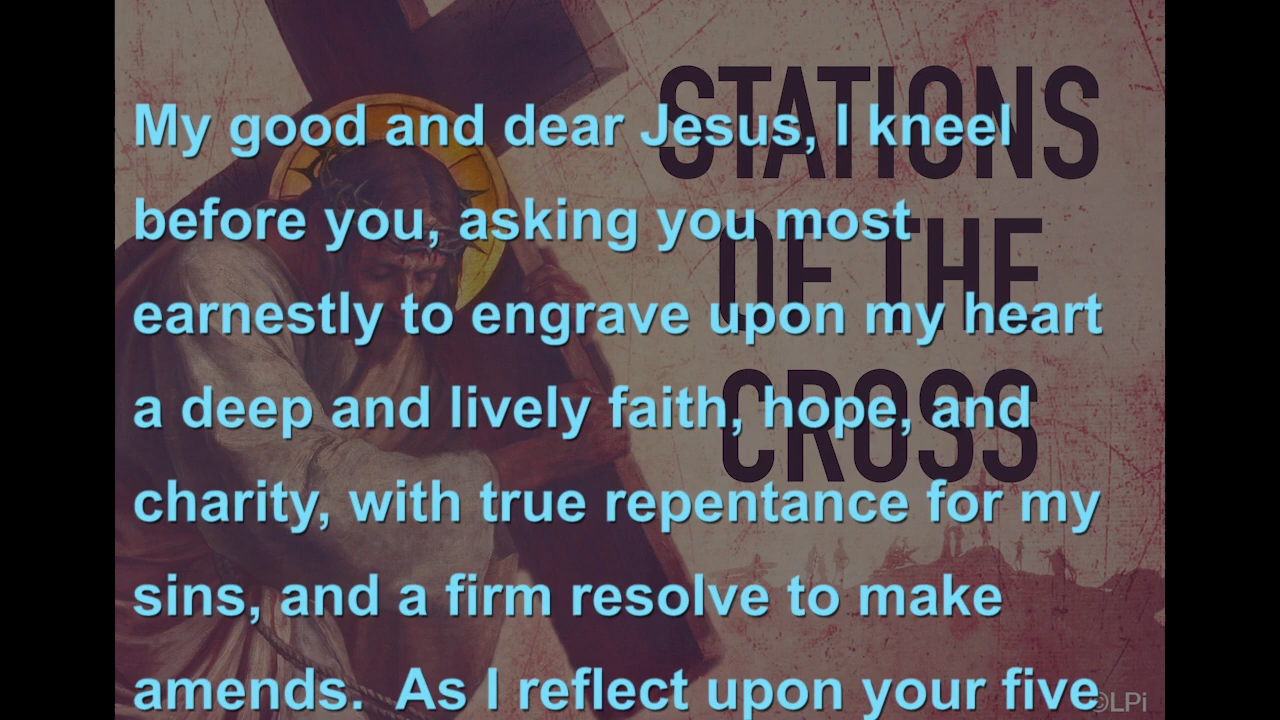 STATIONS
OF THE
CROSS
My good and dear Jesus, I kneel
before you, asking you most
earnestly to engrave upon my heart
a deep and lively faith, hope, and
charity, with true repentance for my
sins, and a firm resolve to make
amends.  As I reflect upon your five
©LPi